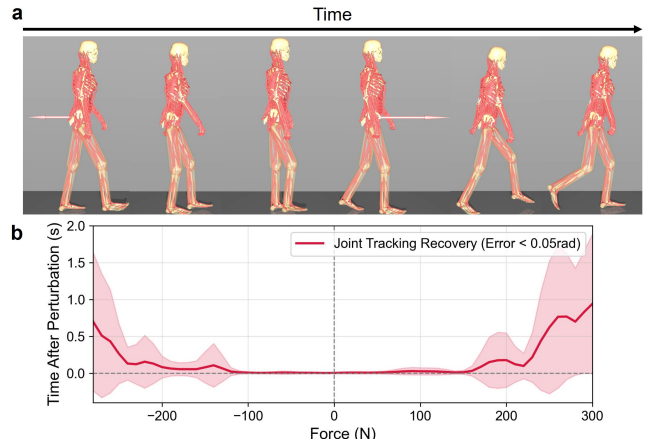 a
Time
b
2.0
1.5
1.0
0.5
0.0
Time After Perturbation (s)
Joint Tracking Recovery (Error < 0.05rad)
−200
−100
0
100
200
300
Force (N)